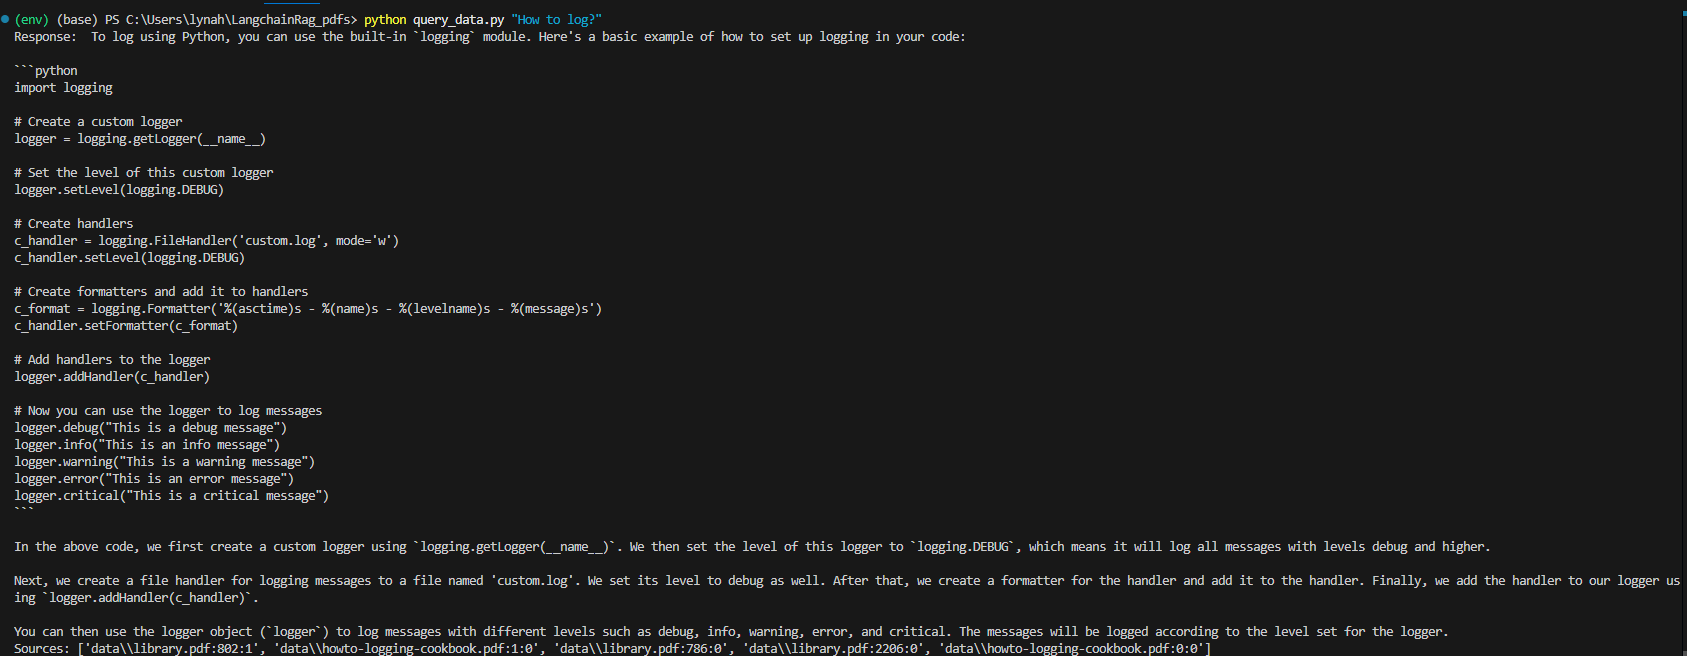 (env) (base) PS C:\Users\lynah\LangchainRag_pdfs> python query_data.py "How to log?"
Response:  To log using Python, you can use the built-in `logging` module. Here's a basic example of how to set up logging in your code:
```python
import logging
# Create a custom logger
logger = logging.getLogger(__name__)
# Set the level of this custom logger
logger.setLevel(logging.DEBUG)
# Create handlers
c_handler = logging.FileHandler('custom.log', mode='w')
c_handler.setLevel(logging.DEBUG)
# Create formatters and add it to handlers
c_format = logging.Formatter('%(asctime)s - %(name)s - %(levelname)s - %(message)s')
c_handler.setFormatter(c_format)
# Add handlers to the logger
logger.addHandler(c_handler)
# Now you can use the logger to log messages
logger.debug("This is a debug message")
logger.info("This is an info message")
logger.warning("This is a warning message")
logger.error("This is an error message")
logger.critical("This is a critical message")
```
In the above code, we first create a custom logger using `logging.getLogger(__name__)`. We then set the level of this logger to `logging.DEBUG`, which means it will log all messages with levels debug and higher.
Next, we create a file handler for logging messages to a file named 'custom.log'. We set its level to debug as well. After that, we create a formatter for the handler and add it to the handler. Finally, we add the handler to our logger us
ing `logger.addHandler(c_handler)`.
You can then use the logger object (`logger`) to log messages with different levels such as debug, info, warning, error, and critical. The messages will be logged according to the level set for the logger.
Sources: ['data\\library.pdf:802:1', 'data\\howto-logging-cookbook.pdf:1:0', 'data\\library.pdf:786:0', 'data\\library.pdf:2206:0', 'data\\howto-logging-cookbook.pdf:0:0']